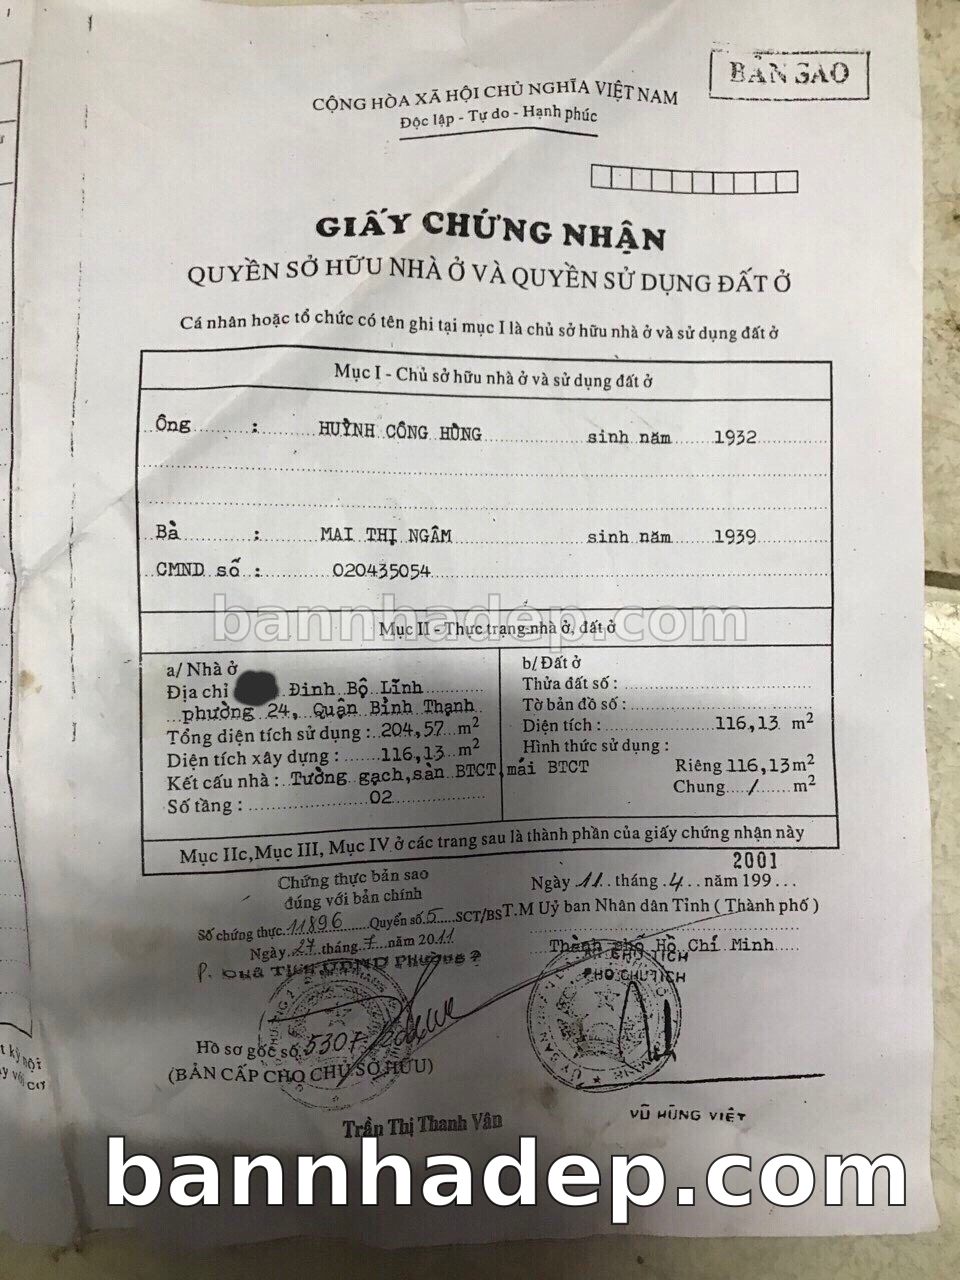 BẢN SAO
CỘNG HÒA XÃ HỘI CHỦ NGHĨA VIỆT NAM
Độc lập - Tự do - Hạnh phúc
GIẤY CHỨNG NHẬN
QUYỀN SỞ HỮU NHÀ Ở VÀ QUYỀN SỬ DỤNG ĐẤT Ở
Cá nhân hoặc tổ chức có tên ghi tại mục I là chủ sở hữu nhà ở và sử dụng đất ở
Mục I - Chủ sở hữu nhà ở và sử dụng đất ở
Ông : HUỲNH CÔNG HÙNG sinh năm 1932
Bà : MAI THỊ NGÂM sinh năm 1939
CMND số : 020435054
bannhadep.com
Mục II - Thực trạng nhà ở, đất ở
a/ Nhà ở
Địa chỉ Đinh Bộ Lĩnh
phường 24, Quận Bình Thạnh
Tổng diện tích sử dụng : 204,57 m2
Diện tích xây dựng : 116,13 m2
Kết cấu nhà : Tường gạch, sàn BTCT, mái BTCT
Số tầng : 02
b/ Đất ở
Thửa đất số :
Tờ bản đồ số :
Diện tích : 116,13 m2
Hình thức sử dụng :
Riêng 116,13 m2
Chung / m2
Mục IIc, Mục III, Mục IV ở các trang sau là thành phần của giấy chứng nhận này
Chứng thực bản sao
đúng với bản chính
Số chứng thực 11896 Quyển số 5 SCT/BS
Ngày 27 tháng 7 năm 2011
P. Chủ Tịch UBND Phường 2
Hồ sơ gốc số 5307
(BẢN CẤP CHO CHỦ SỞ HỮU)
Trần Thị Thanh Vân
2001
Ngày 11 tháng 4 năm 199...
T.M Uỷ ban Nhân dân Tỉnh ( Thành phố )
Thành phố Hồ Chí Minh
KT CHỦ TỊCH
PHÓ CHỦ TỊCH
VŨ HÙNG VIỆT
bannhadep.com